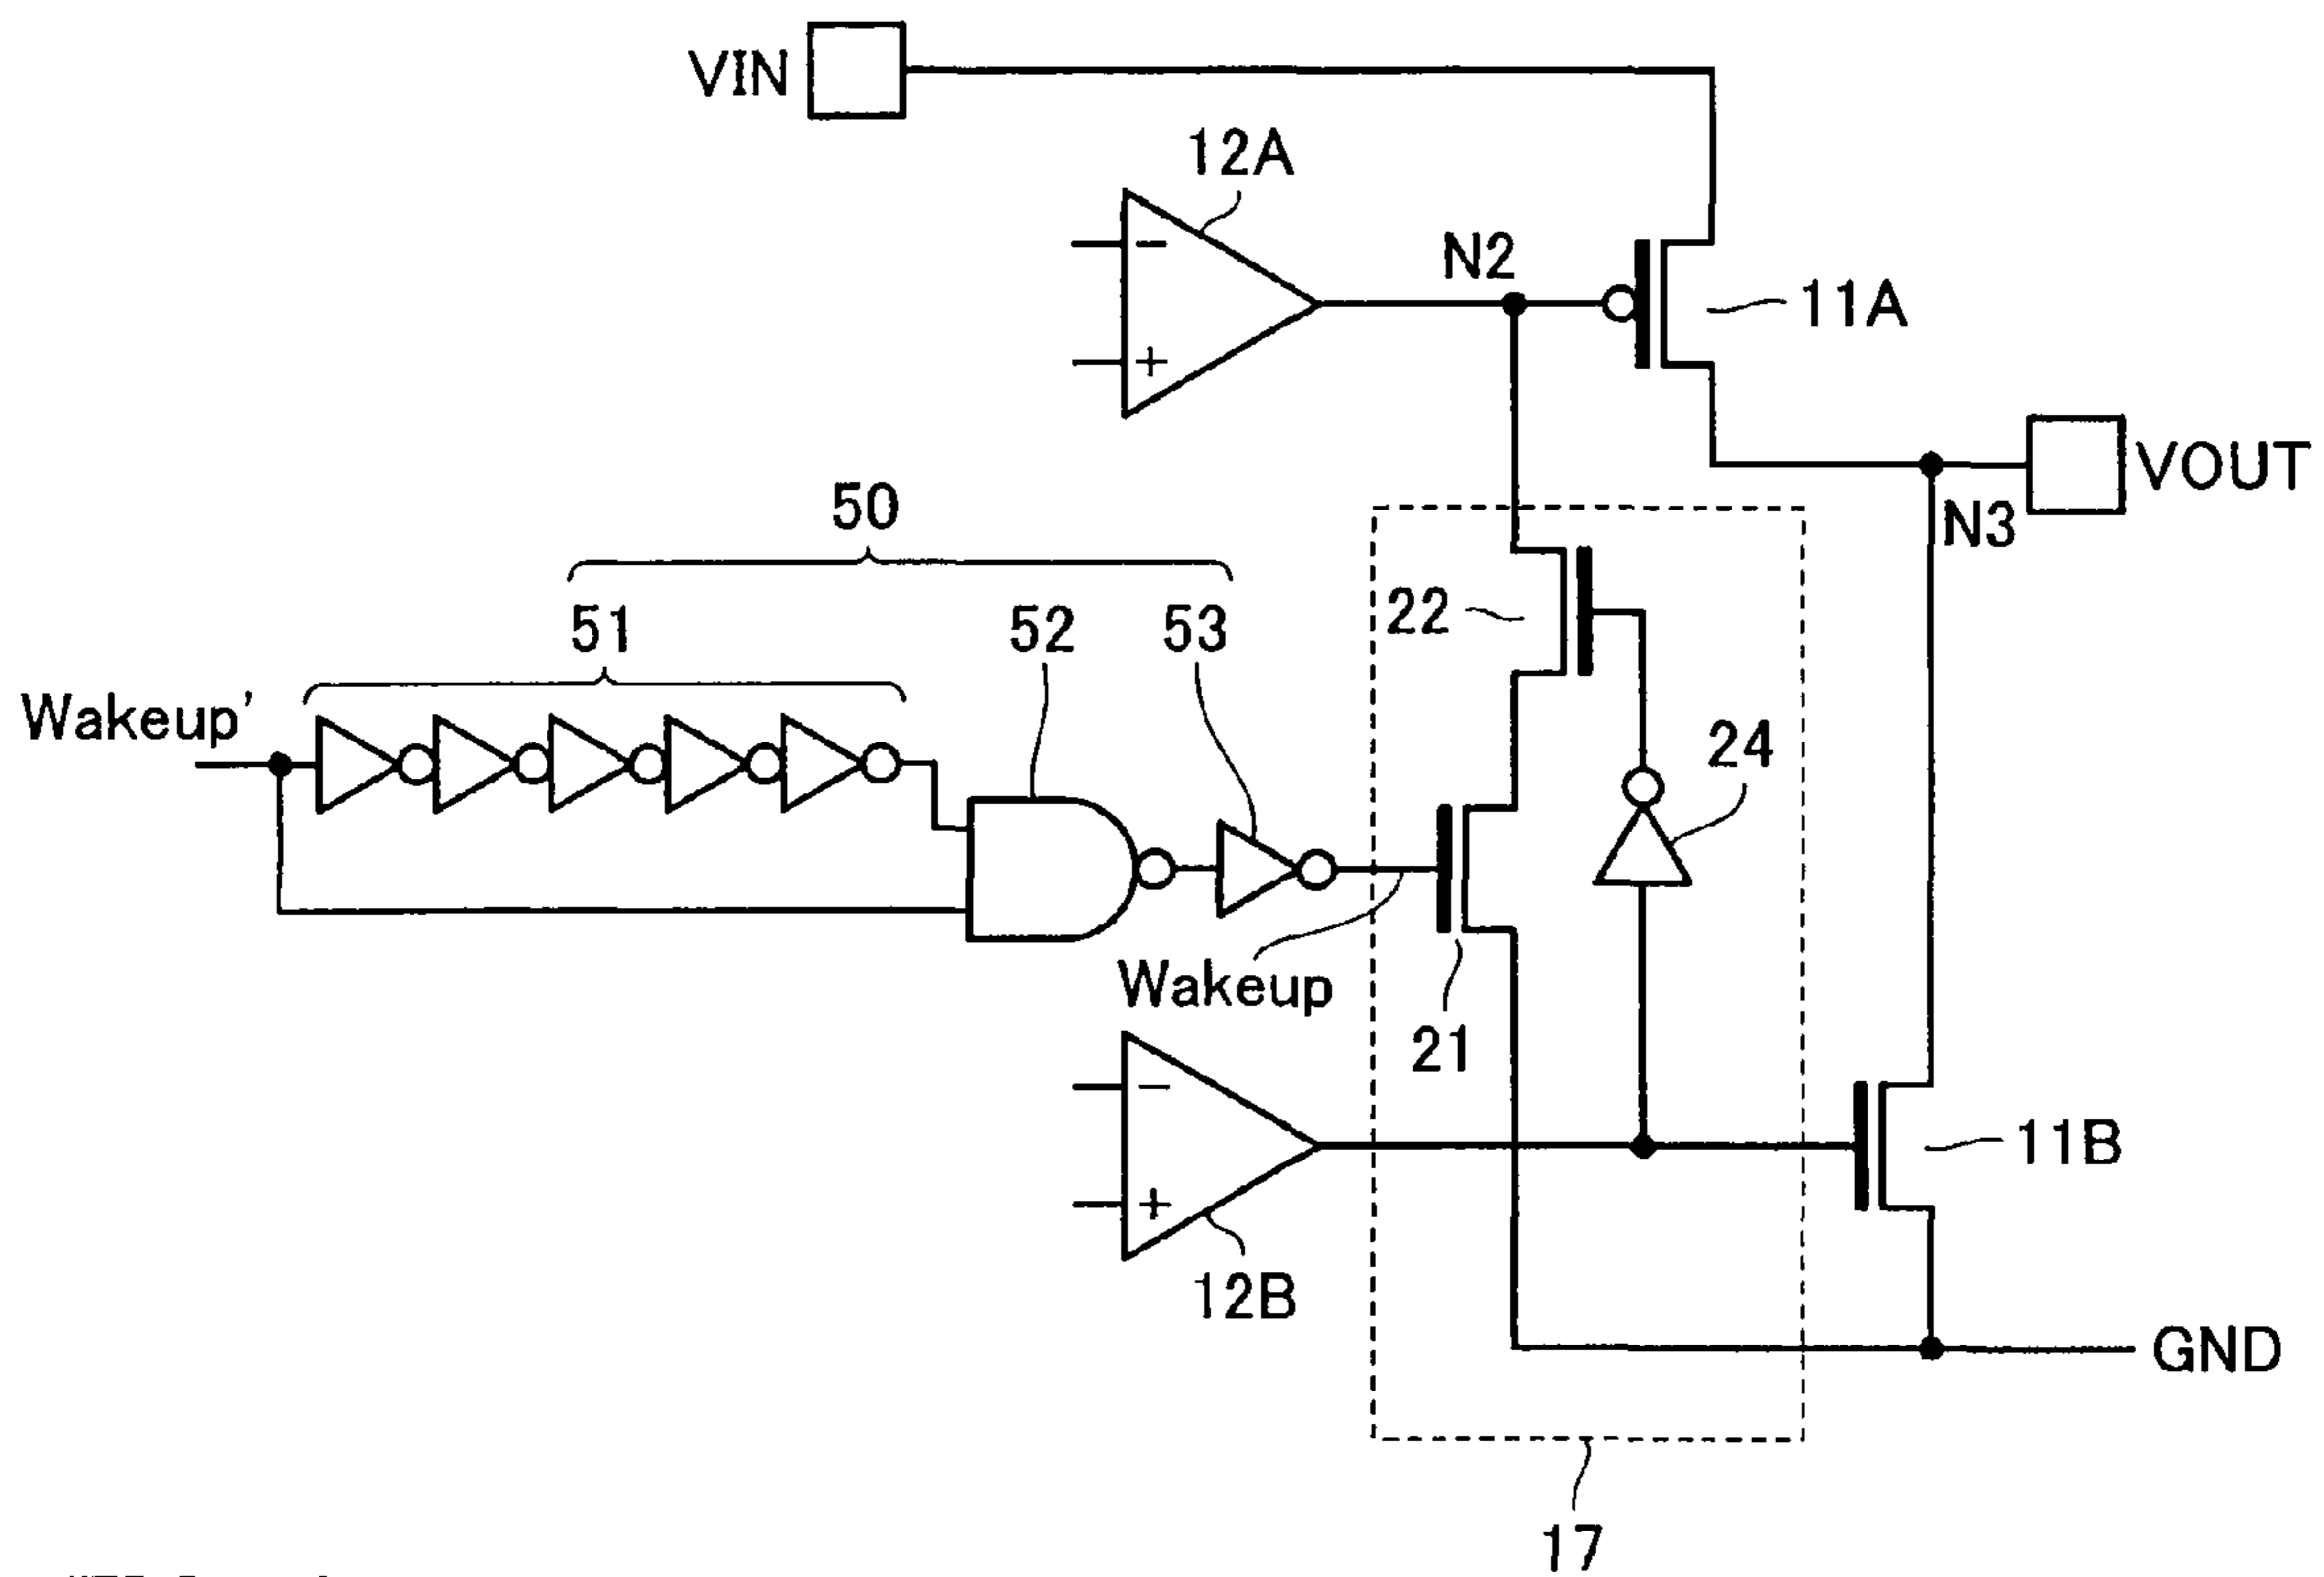 VIN
12A
N2
11A
VOUT
N3
50
51
52
53
22
Wakeup'
24
Wakeup
21
11B
12B
GND
17